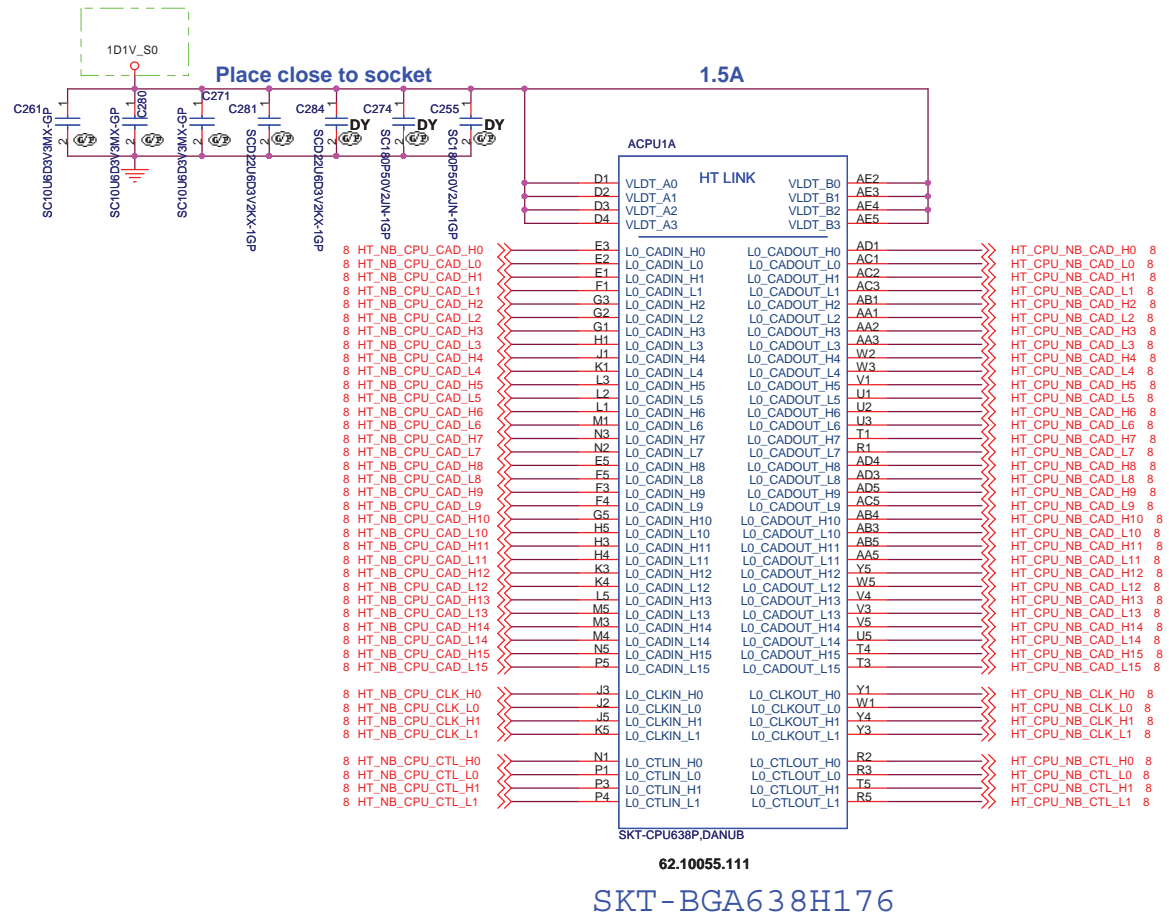 1D1V_S0
Place close to socket
1.5A
C261
C280
C271
C281
C284
C274
C255
1 1 1 1 1 1 1
DY DY DY
2 2 2 2 2 2 2
SC10U6D3V3MX-GP
SC10U6D3V3MX-GP
SC10U6D3V3MX-GP
SCD22U6D3V2KX-1GP
SCD22U6D3V2KX-1GP
SC180P50V2JN-1GP
SC180P50V2JN-1GP
ACPU1A
HT LINK
D1 VLDT_A0 VLDT_B0 AE2
D2 VLDT_A1 VLDT_B1 AE3
D3 VLDT_A2 VLDT_B2 AE4
D4 VLDT_A3 VLDT_B3 AE5
8 HT_NB_CPU_CAD_H0 E3 L0_CADIN_H0 L0_CADOUT_H0 AD1 HT_CPU_NB_CAD_H0 8
8 HT_NB_CPU_CAD_L0 E2 L0_CADIN_L0 L0_CADOUT_L0 AC1 HT_CPU_NB_CAD_L0 8
8 HT_NB_CPU_CAD_H1 E1 L0_CADIN_H1 L0_CADOUT_H1 AC2 HT_CPU_NB_CAD_H1 8
8 HT_NB_CPU_CAD_L1 F1 L0_CADIN_L1 L0_CADOUT_L1 AC3 HT_CPU_NB_CAD_L1 8
8 HT_NB_CPU_CAD_H2 G3 L0_CADIN_H2 L0_CADOUT_H2 AB1 HT_CPU_NB_CAD_H2 8
8 HT_NB_CPU_CAD_L2 G2 L0_CADIN_L2 L0_CADOUT_L2 AA1 HT_CPU_NB_CAD_L2 8
8 HT_NB_CPU_CAD_H3 G1 L0_CADIN_H3 L0_CADOUT_H3 AA2 HT_CPU_NB_CAD_H3 8
8 HT_NB_CPU_CAD_L3 H1 L0_CADIN_L3 L0_CADOUT_L3 AA3 HT_CPU_NB_CAD_L3 8
8 HT_NB_CPU_CAD_H4 J1 L0_CADIN_H4 L0_CADOUT_H4 W2 HT_CPU_NB_CAD_H4 8
8 HT_NB_CPU_CAD_L4 K1 L0_CADIN_L4 L0_CADOUT_L4 W3 HT_CPU_NB_CAD_L4 8
8 HT_NB_CPU_CAD_H5 L3 L0_CADIN_H5 L0_CADOUT_H5 V1 HT_CPU_NB_CAD_H5 8
8 HT_NB_CPU_CAD_L5 L2 L0_CADIN_L5 L0_CADOUT_L5 U1 HT_CPU_NB_CAD_L5 8
8 HT_NB_CPU_CAD_H6 L1 L0_CADIN_H6 L0_CADOUT_H6 U2 HT_CPU_NB_CAD_H6 8
8 HT_NB_CPU_CAD_L6 M1 L0_CADIN_L6 L0_CADOUT_L6 U3 HT_CPU_NB_CAD_L6 8
8 HT_NB_CPU_CAD_H7 N3 L0_CADIN_H7 L0_CADOUT_H7 T1 HT_CPU_NB_CAD_H7 8
8 HT_NB_CPU_CAD_L7 N2 L0_CADIN_L7 L0_CADOUT_L7 R1 HT_CPU_NB_CAD_L7 8
8 HT_NB_CPU_CAD_H8 E5 L0_CADIN_H8 L0_CADOUT_H8 AD4 HT_CPU_NB_CAD_H8 8
8 HT_NB_CPU_CAD_L8 F5 L0_CADIN_L8 L0_CADOUT_L8 AD3 HT_CPU_NB_CAD_L8 8
8 HT_NB_CPU_CAD_H9 F3 L0_CADIN_H9 L0_CADOUT_H9 AD5 HT_CPU_NB_CAD_H9 8
8 HT_NB_CPU_CAD_L9 F4 L0_CADIN_L9 L0_CADOUT_L9 AC5 HT_CPU_NB_CAD_L9 8
8 HT_NB_CPU_CAD_H10 G5 L0_CADIN_H10 L0_CADOUT_H10 AB4 HT_CPU_NB_CAD_H10 8
8 HT_NB_CPU_CAD_L10 H5 L0_CADIN_L10 L0_CADOUT_L10 AB3 HT_CPU_NB_CAD_L10 8
8 HT_NB_CPU_CAD_H11 H3 L0_CADIN_H11 L0_CADOUT_H11 AB5 HT_CPU_NB_CAD_H11 8
8 HT_NB_CPU_CAD_L11 H4 L0_CADIN_L11 L0_CADOUT_L11 AA5 HT_CPU_NB_CAD_L11 8
8 HT_NB_CPU_CAD_H12 K3 L0_CADIN_H12 L0_CADOUT_H12 Y5 HT_CPU_NB_CAD_H12 8
8 HT_NB_CPU_CAD_L12 K4 L0_CADIN_L12 L0_CADOUT_L12 W5 HT_CPU_NB_CAD_L12 8
8 HT_NB_CPU_CAD_H13 L5 L0_CADIN_H13 L0_CADOUT_H13 V4 HT_CPU_NB_CAD_H13 8
8 HT_NB_CPU_CAD_L13 M5 L0_CADIN_L13 L0_CADOUT_L13 V3 HT_CPU_NB_CAD_L13 8
8 HT_NB_CPU_CAD_H14 M3 L0_CADIN_H14 L0_CADOUT_H14 V5 HT_CPU_NB_CAD_H14 8
8 HT_NB_CPU_CAD_L14 M4 L0_CADIN_L14 L0_CADOUT_L14 U5 HT_CPU_NB_CAD_L14 8
8 HT_NB_CPU_CAD_H15 N5 L0_CADIN_H15 L0_CADOUT_H15 T4 HT_CPU_NB_CAD_H15 8
8 HT_NB_CPU_CAD_L15 P5 L0_CADIN_L15 L0_CADOUT_L15 T3 HT_CPU_NB_CAD_L15 8
8 HT_NB_CPU_CLK_H0 J3 L0_CLKIN_H0 L0_CLKOUT_H0 Y1 HT_CPU_NB_CLK_H0 8
8 HT_NB_CPU_CLK_L0 J2 L0_CLKIN_L0 L0_CLKOUT_L0 W1 HT_CPU_NB_CLK_L0 8
8 HT_NB_CPU_CLK_H1 J5 L0_CLKIN_H1 L0_CLKOUT_H1 Y4 HT_CPU_NB_CLK_H1 8
8 HT_NB_CPU_CLK_L1 K5 L0_CLKIN_L1 L0_CLKOUT_L1 Y3 HT_CPU_NB_CLK_L1 8
8 HT_NB_CPU_CTL_H0 N1 L0_CTLIN_H0 L0_CTLOUT_H0 R2 HT_CPU_NB_CTL_H0 8
8 HT_NB_CPU_CTL_L0 P1 L0_CTLIN_L0 L0_CTLOUT_L0 R3 HT_CPU_NB_CTL_L0 8
8 HT_NB_CPU_CTL_H1 P3 L0_CTLIN_H1 L0_CTLOUT_H1 T5 HT_CPU_NB_CTL_H1 8
8 HT_NB_CPU_CTL_L1 P4 L0_CTLIN_L1 L0_CTLOUT_L1 R5 HT_CPU_NB_CTL_L1 8
SKT-CPU638P,DANUB
62.10055.111
SKT-BGA638H176